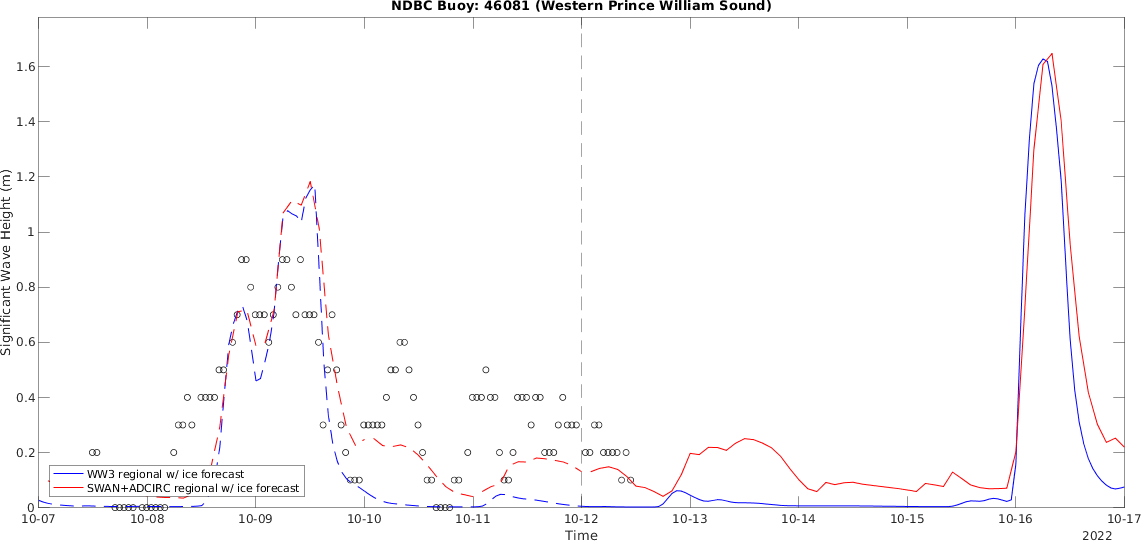 NDBC Buoy: 46081 (Western Prince William Sound)
1.6
1.4
1.2
1
0.8
0.6
0.4
0.2
0
Significant Wave Height (m)
WW3 regional w/ ice forecast
SWAN+ADCIRC regional w/ ice forecast
10-07 10-08 10-09 10-10 10-11 10-12 10-13 10-14 10-15 10-16 10-17
Time
2022